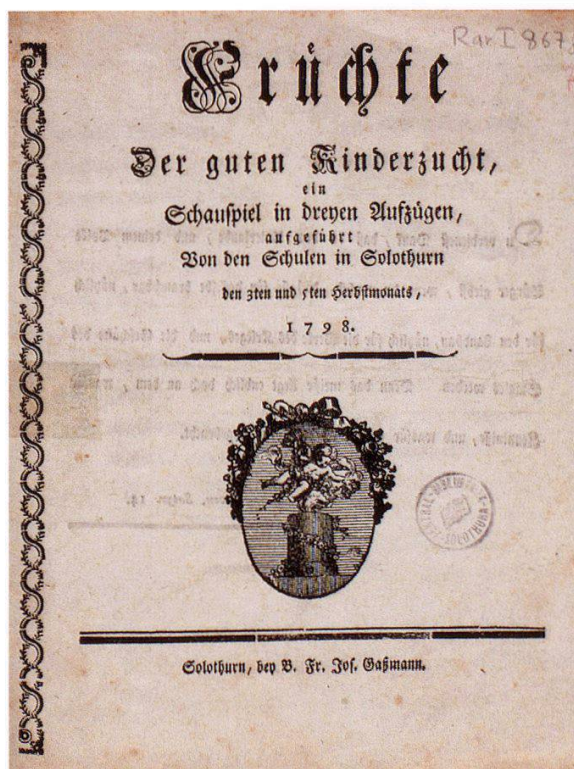 Rar I 867
Früchte
Der guten Kinderzucht,
ein
Schauspiel in dreyen Aufzügen,
aufgeführt
Von den Schulen in Solothurn
den 3ten und 5ten Herbstmonats,
1798.
Solothurn, bey B. Fr. Jos. Gaßmann.